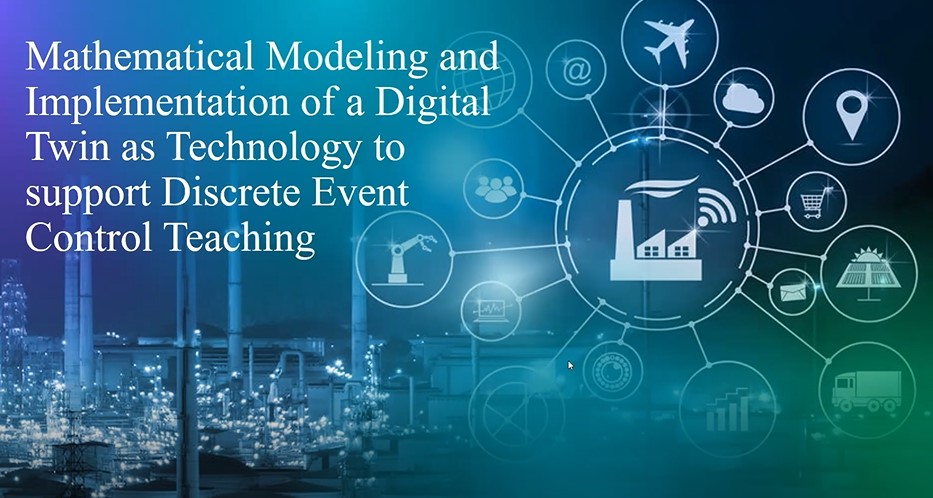 Mathematical Modeling and
Implementation of a Digital
Twin as Technology to
support Discrete Event
Control Teaching